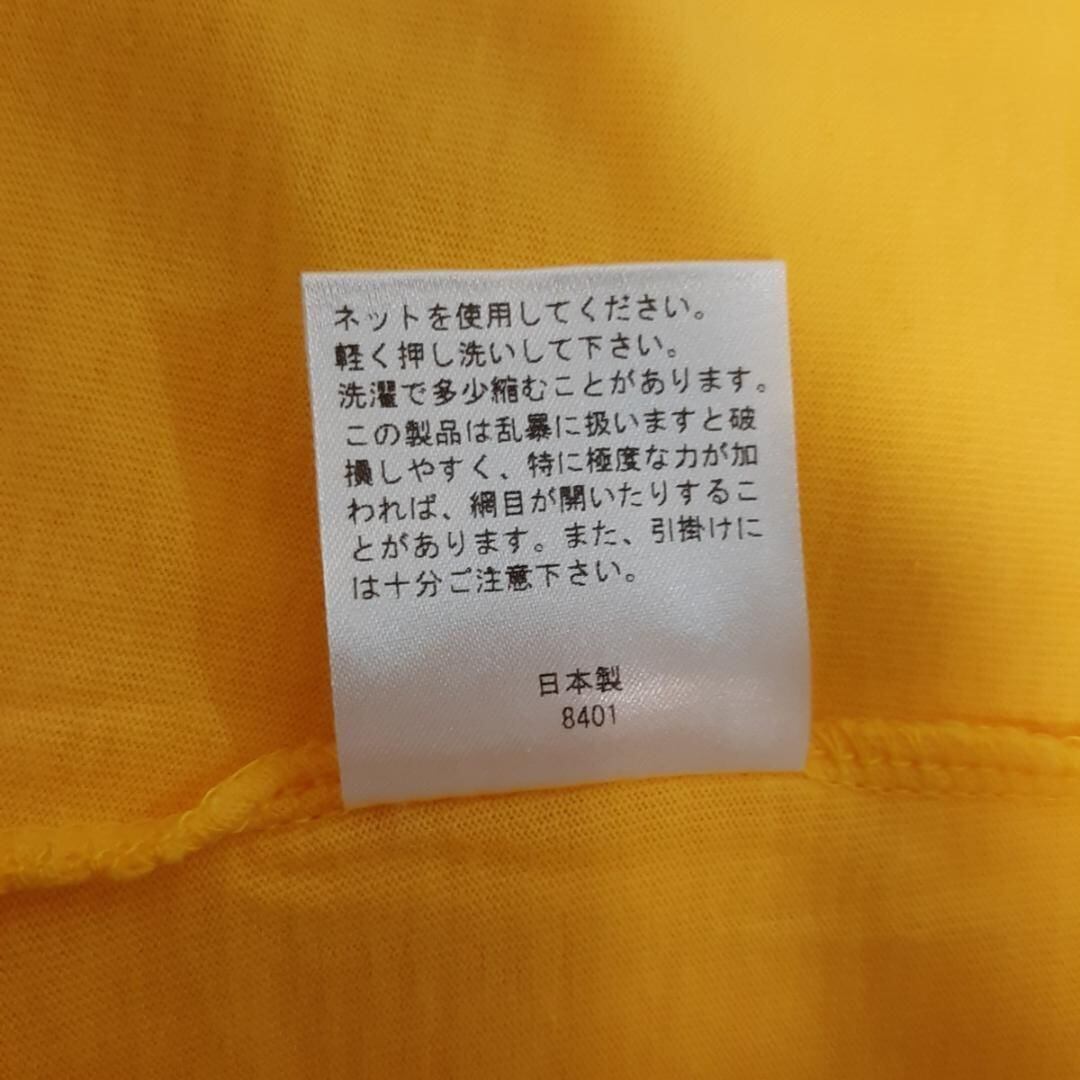 ネットを使用してください。
軽く押し洗いして下さい。
洗濯で多少縮むことがあります。
この製品は乱暴に扱いますと破
損しやすく、特に極度な力が加
われば、網目が開いたりするこ
とがあります。また、引掛けに
は十分ご注意下さい。
日本製
8401